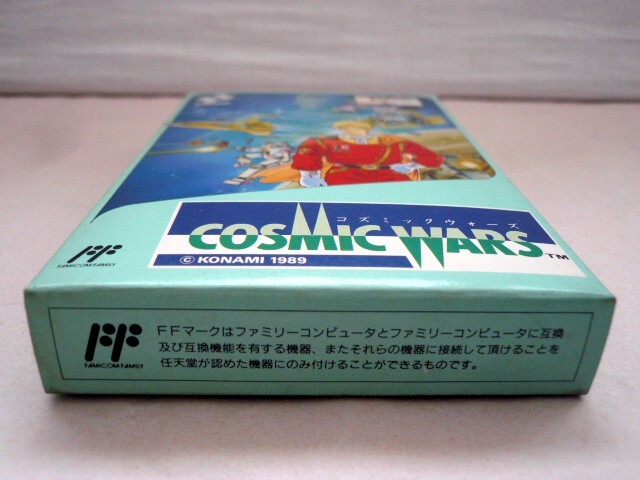 コズミックウォーズ
COSMIC WARS TM
© KONAMI 1989
FF
FAMICOM FAMILY
FF
FAMICOM FAMILY
FFマークはファミリーコンピュータとファミリーコンピュータに互換
及び互換機能を有する機器、またそれらの機器に接続して頂けることを
任天堂が認めた機器にのみ付けることができるものです。